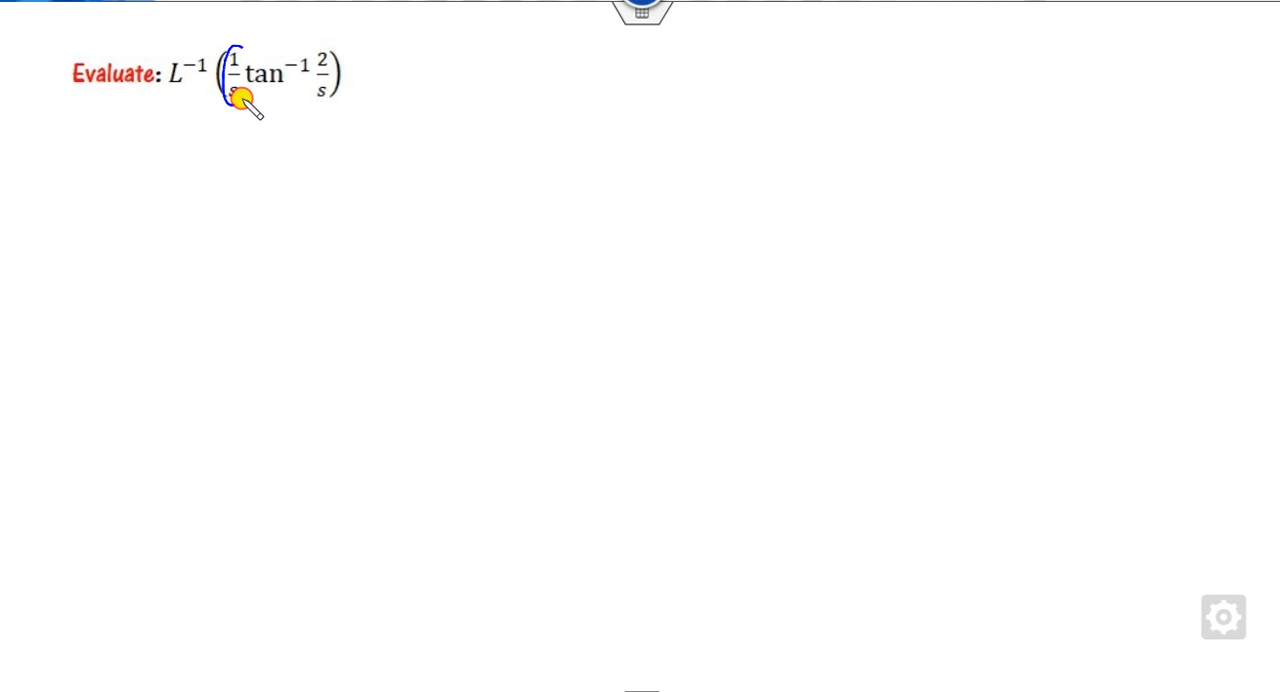 Evaluate: L⁻¹ (1/s tan⁻¹ 2/s)